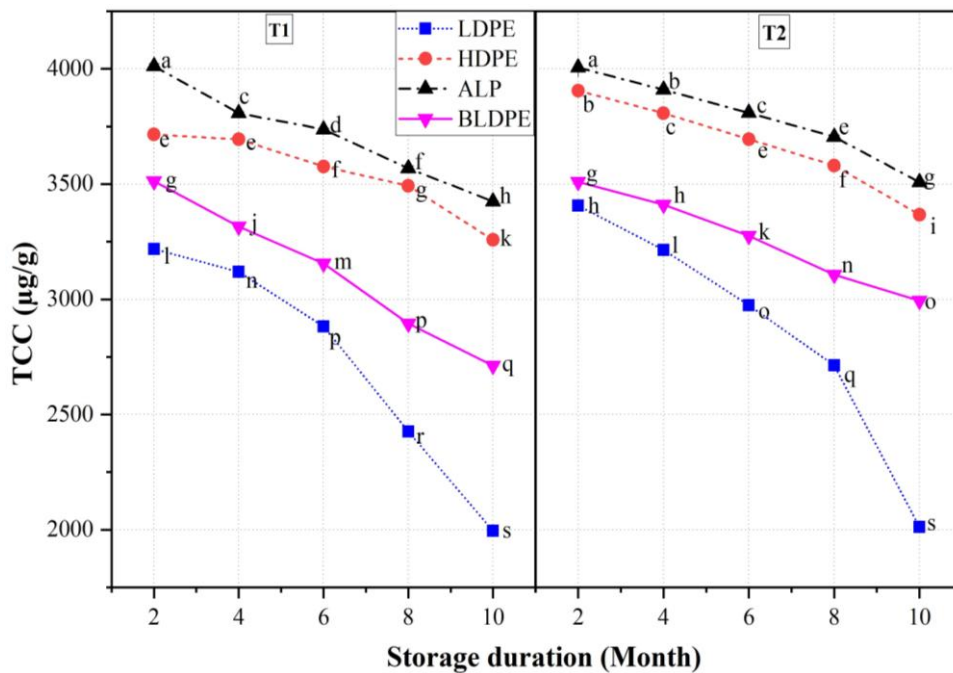 T1
T2
LDPE
HDPE
ALP
BLDPE
TCC (µg/g)
4000
3500
3000
2500
2000
a
c
d
f
h
e
e
f
g
k
g
j
m
p
q
l
n
p
r
s
a
b
c
e
g
b
c
e
f
i
g
h
k
n
o
h
l
o
q
s
2
4
6
8
10
2
4
6
8
10
Storage duration (Month)